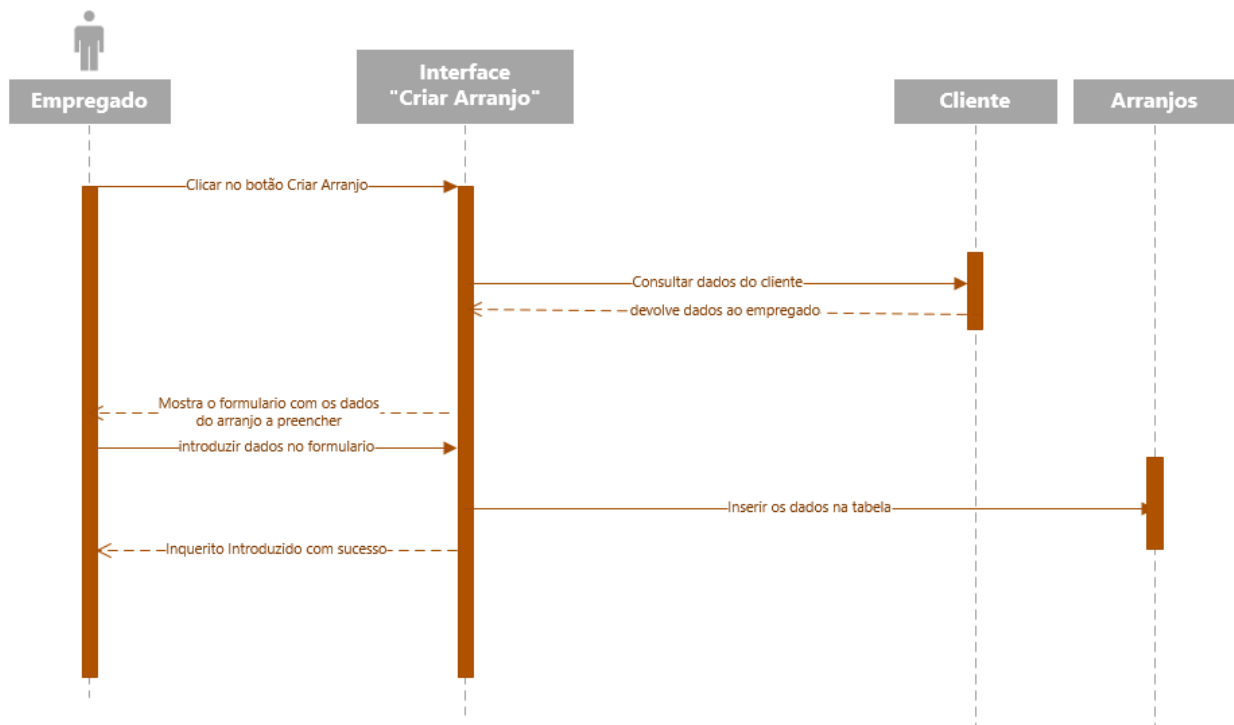 Empregado
Interface
"Criar Arranjo"
Cliente
Arranjos
Clicar no botão Criar Arranjo
Consultar dados do cliente
devolve dados ao empregado
Mostra o formulario com os dados
do arranjo a preencher
introduzir dados no formulario
Inserir os dados na tabela
Inquerito Introduzido com sucesso